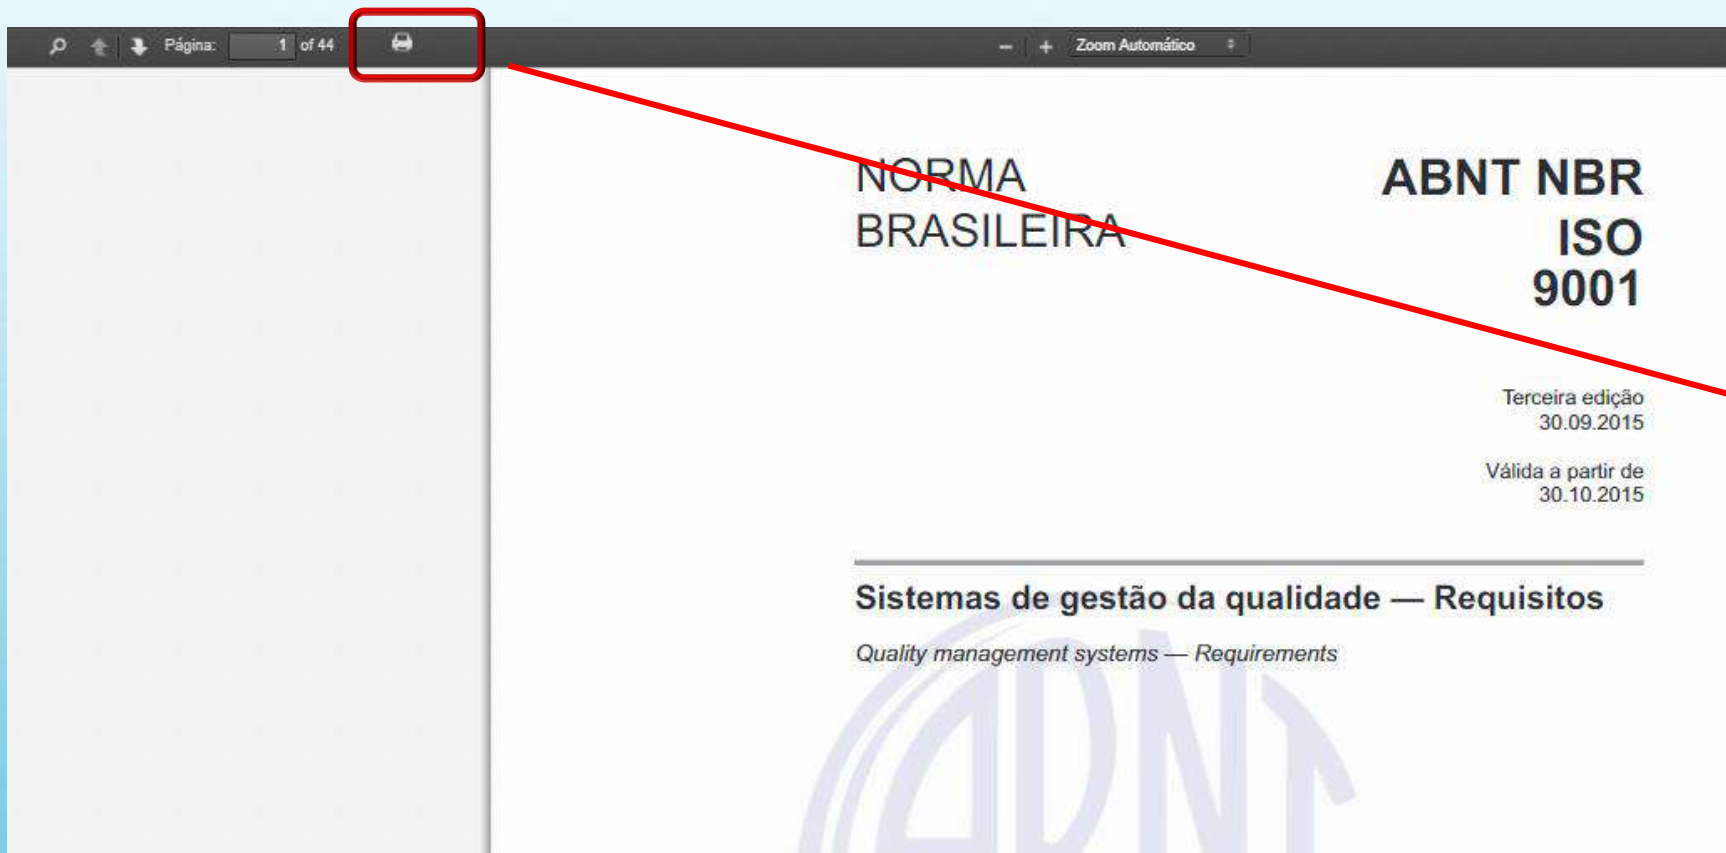 Página: 1 of 44
Zoom Automático
NORMA
BRASILEIRA
ABNT NBR
ISO
9001
Terceira edição
30.09.2015
Válida a partir de
30.10.2015
Sistemas de gestão da qualidade — Requisitos
Quality management systems — Requirements
ABNT